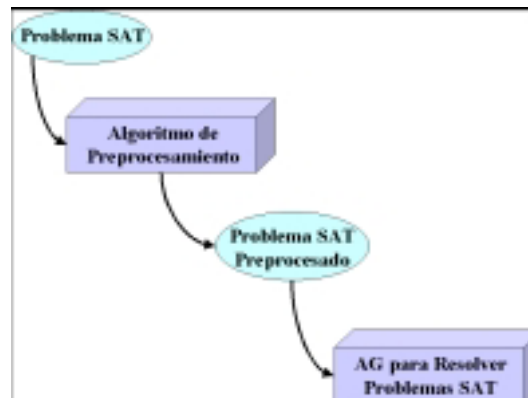 Problema SAT
Algoritmo de
Preprocesamiento
Problema SAT
Preprocesado
AG para Resolver
Problemas SAT